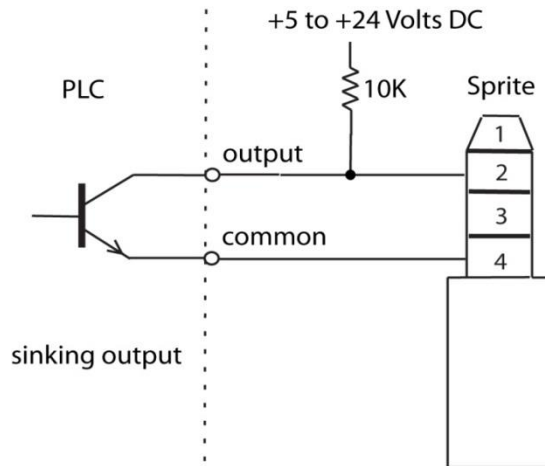 +5 to +24 Volts DC
PLC
10K
Sprite
1
output
2
3
common
4
sinking output